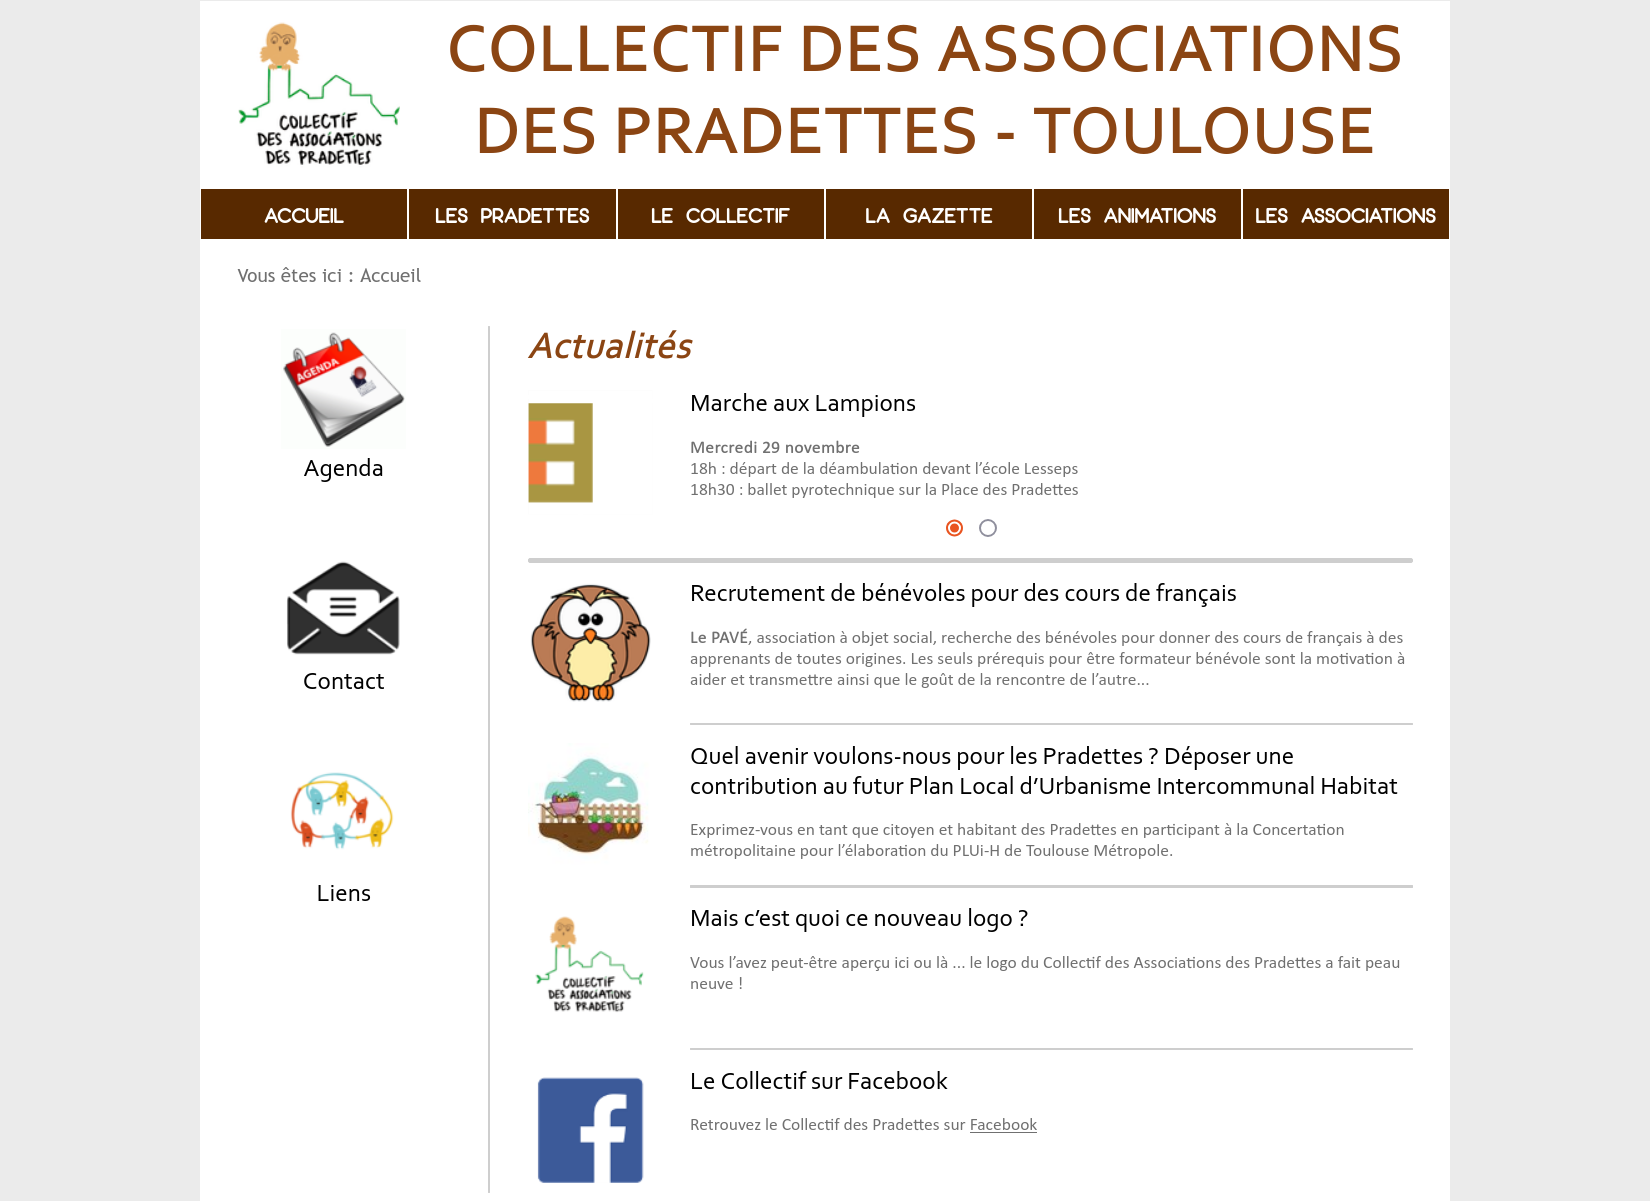 COLLECTIF
DES ASSOCIATIONS
DES PRADETTES
COLLECTIF DES ASSOCIATIONS
DES PRADETTES - TOULOUSE
ACCUEIL
LES PRADETTES
LE COLLECTIF
LA GAZETTE
LES ANIMATIONS
LES ASSOCIATIONS
Vous êtes ici : Accueil
AGENDA
Agenda
Contact
Liens
Actualités
Marche aux Lampions
Mercredi 29 novembre
18h : départ de la déambulation devant l’école Lesseps
18h30 : ballet pyrotechnique sur la Place des Pradettes
Recrutement de bénévoles pour des cours de français
Le PAVÉ, association à objet social, recherche des bénévoles pour donner des cours de français à des
apprenants de toutes origines. Les seuls prérequis pour être formateur bénévole sont la motivation à
aider et transmettre ainsi que le goût de la rencontre de l’autre...
Quel avenir voulons-nous pour les Pradettes ? Déposer une
contribution au futur Plan Local d’Urbanisme Intercommunal Habitat
Exprimez-vous en tant que citoyen et habitant des Pradettes en participant à la Concertation
métropolitaine pour l’élaboration du PLUi-H de Toulouse Métropole.
COLLECTIF
DES ASSOCIATIONS
DES PRADETTES
Mais c’est quoi ce nouveau logo ?
Vous l’avez peut-être aperçu ici ou là ... le logo du Collectif des Associations des Pradettes a fait peau
neuve !
Le Collectif sur Facebook
Retrouvez le Collectif des Pradettes sur Facebook